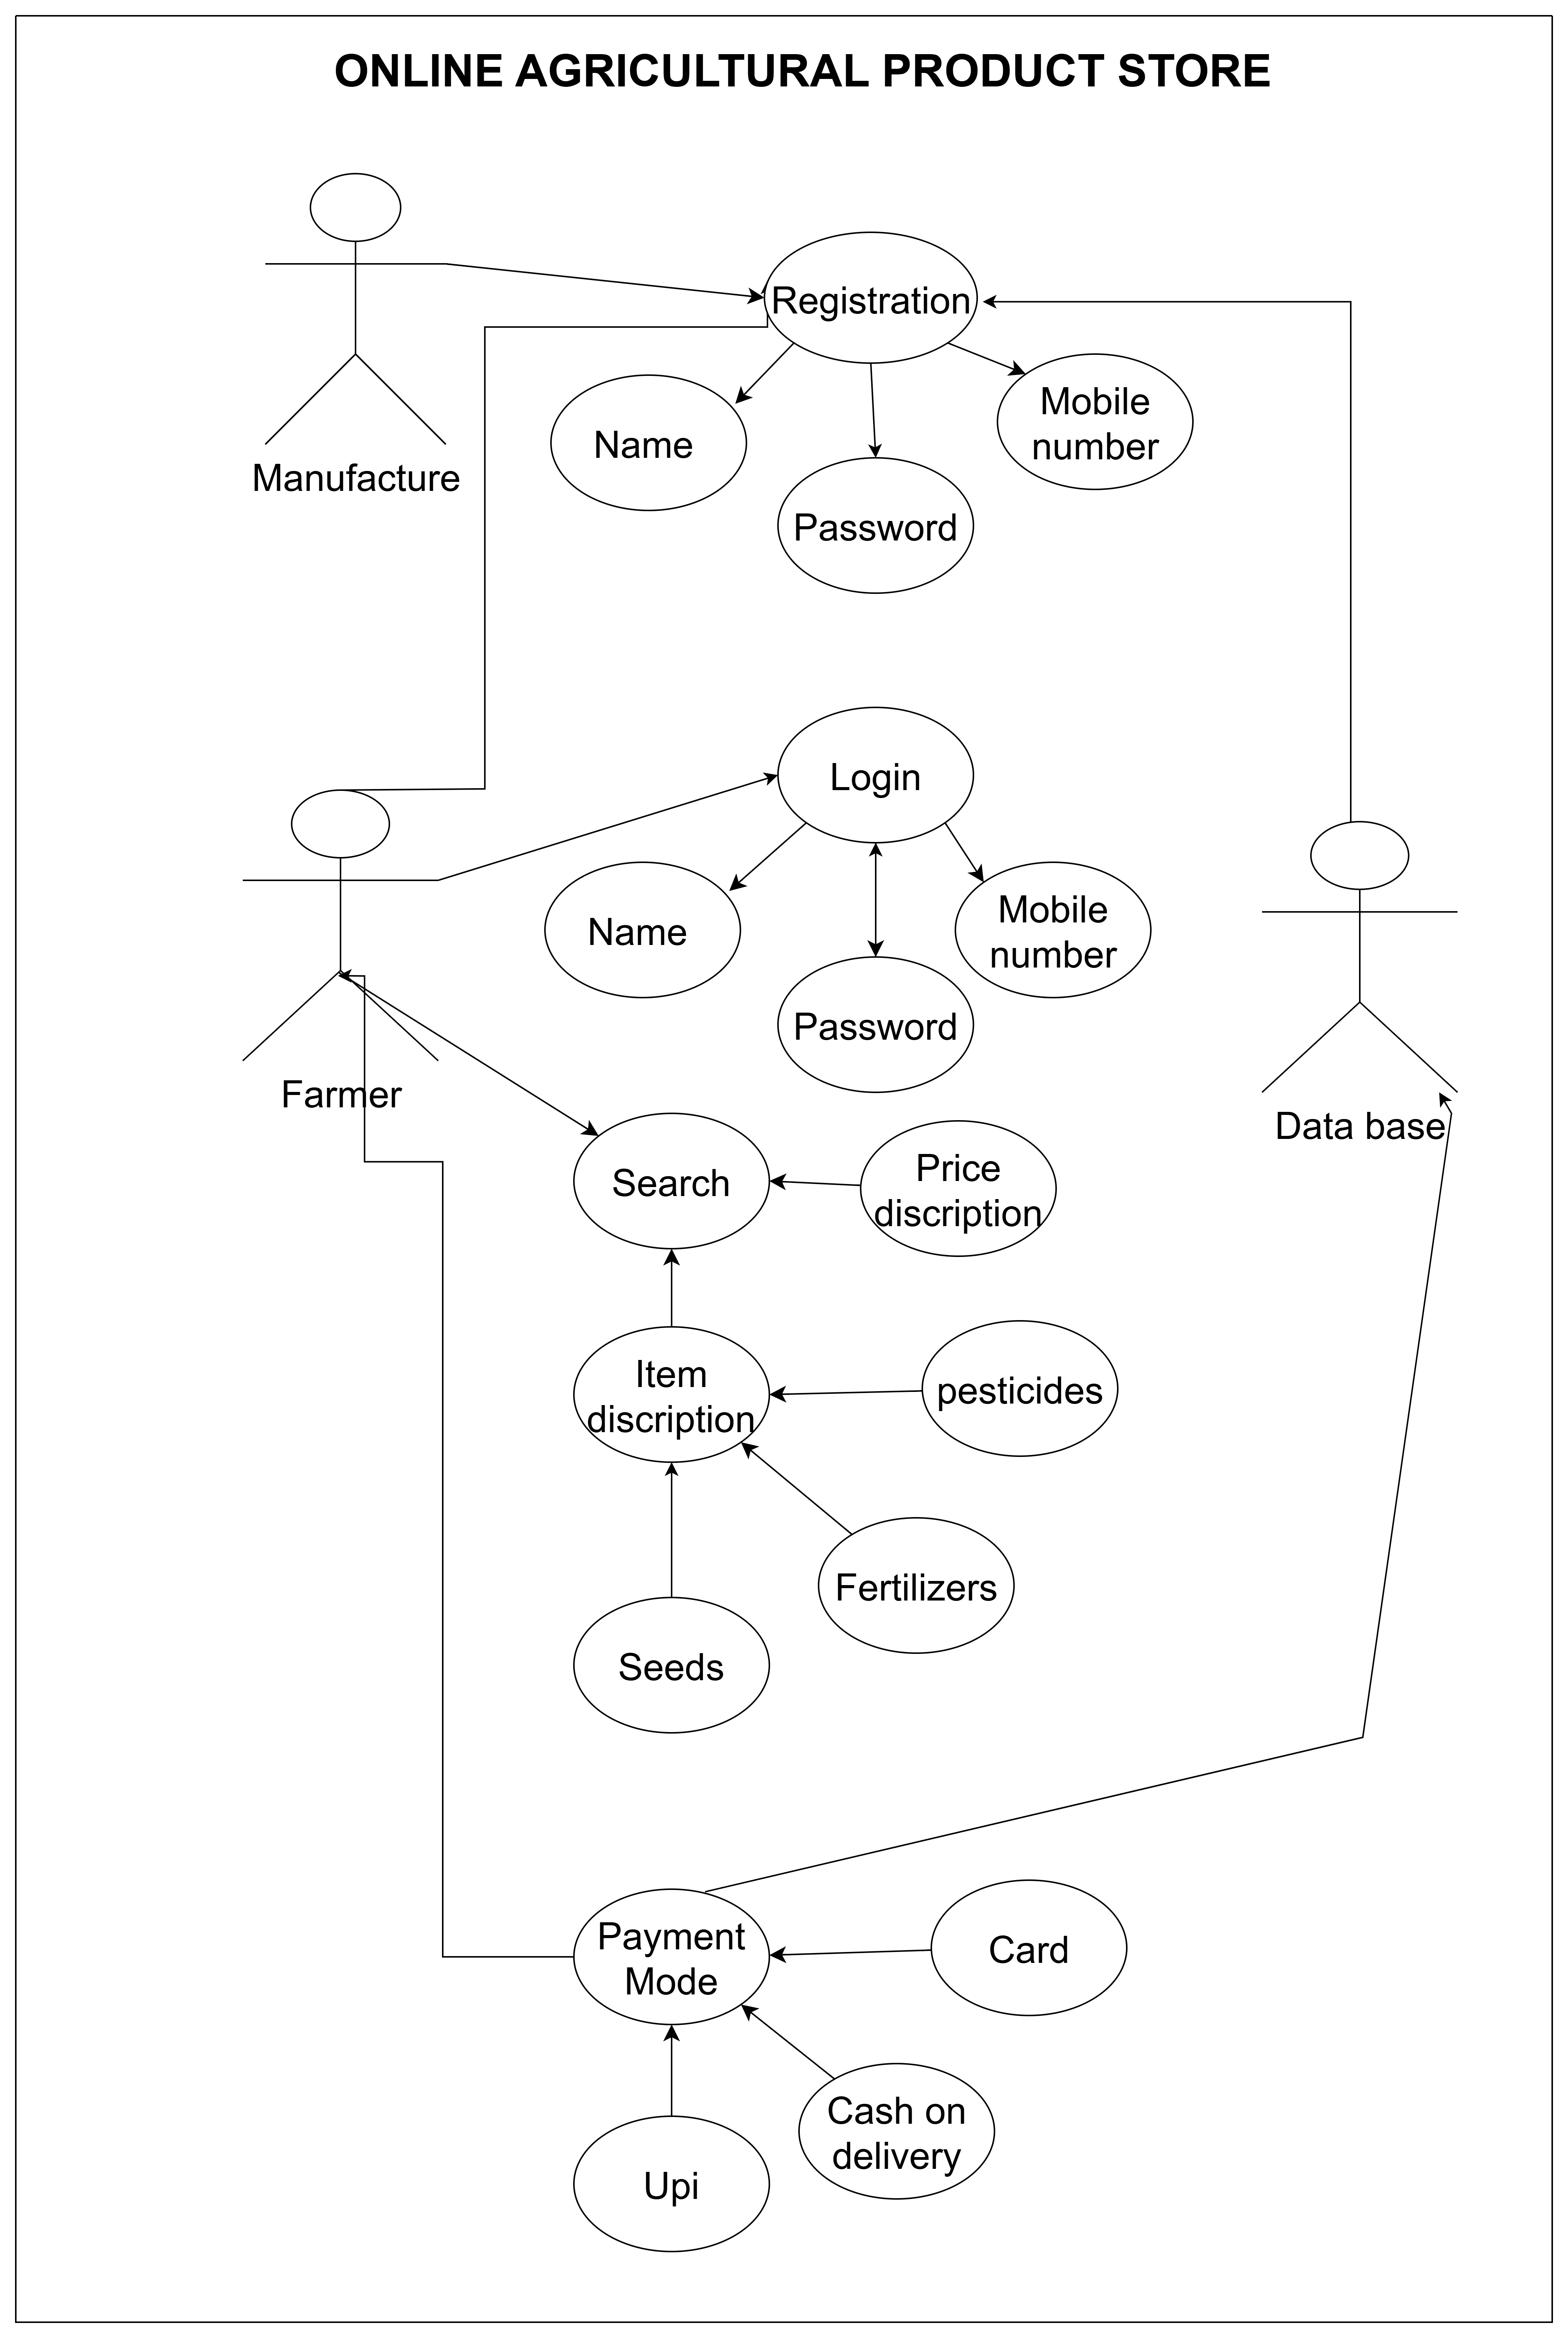 ONLINE AGRICULTURAL PRODUCT STORE
Registration
Mobile
number
Name
Manufacture
Password
Login
Mobile
number
Name
Password
Farmer
Data base
Price
discription
Search
Item
discription
pesticides
Fertilizers
Seeds
Payment
Mode
Card
Cash on
delivery
Upi